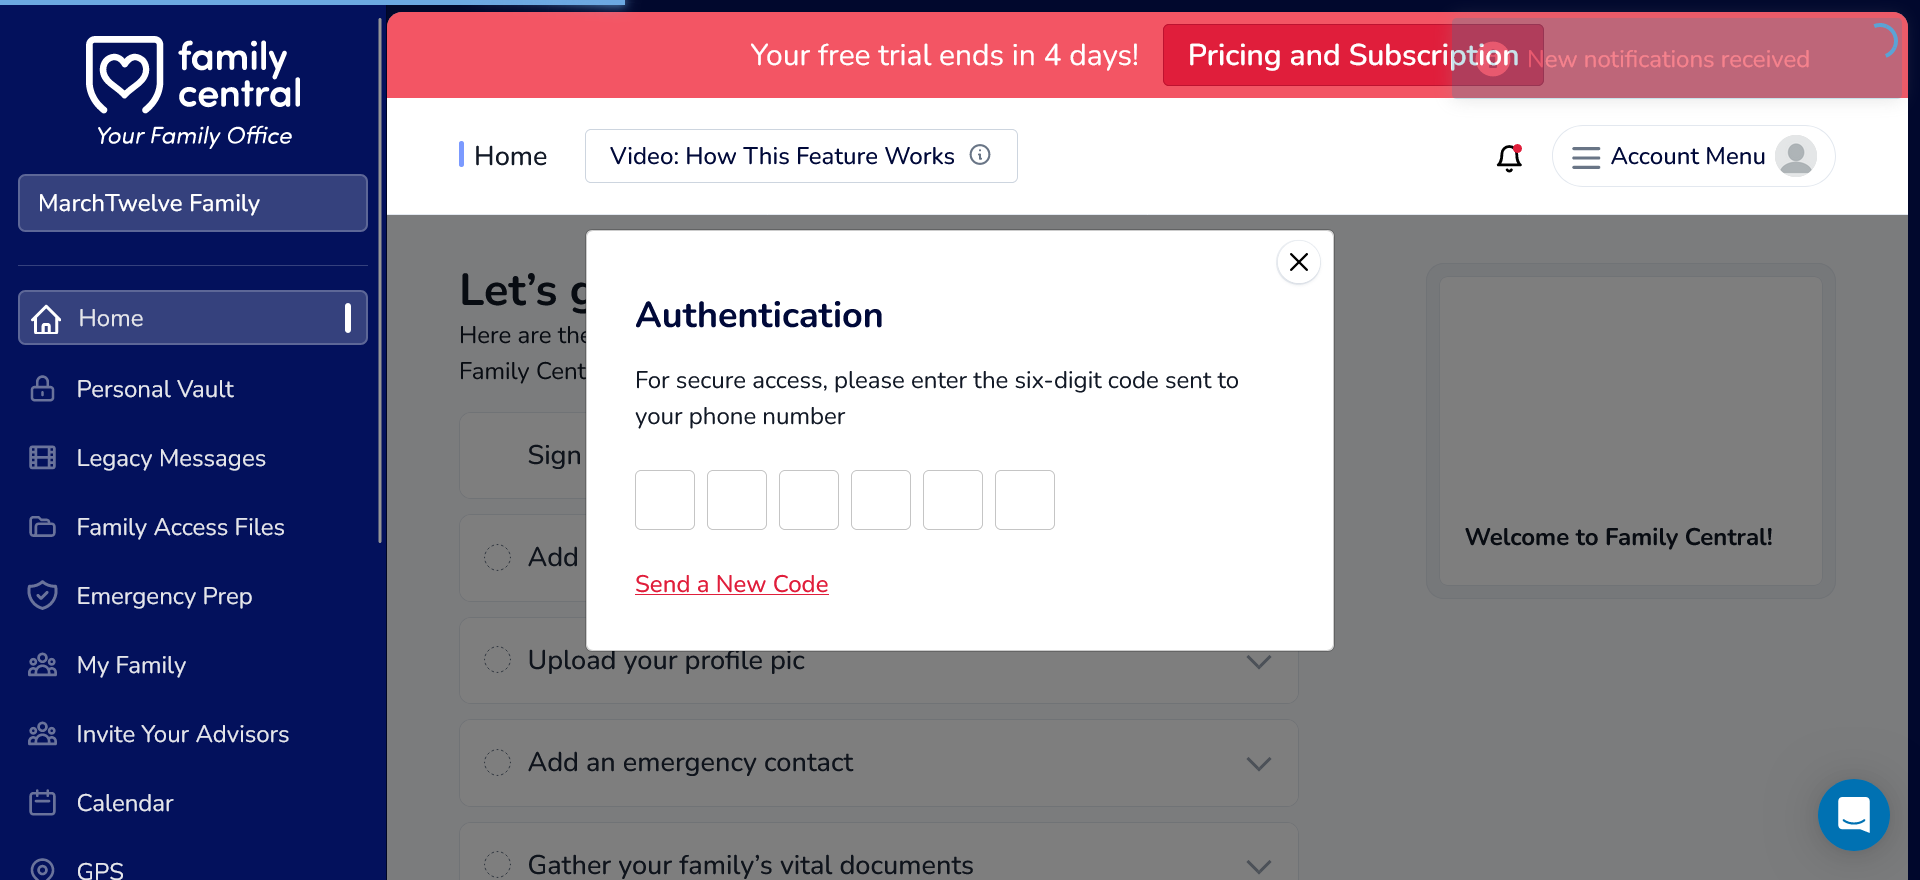 family
central
Your Family Office
MarchTwelve Family
Home
Personal Vault
Legacy Messages
Family Access Files
Emergency Prep
My Family
Invite Your Advisors
Calendar
GPS
Your free trial ends in 4 days!
Pricing and Subscription
New notifications received
Home
Video: How This Feature Works
Account Menu
Let's g
Here are the
Family Cent
Sign
Add
Authentication
For secure access, please enter the six-digit code sent to
your phone number
Send a New Code
Upload your profile pic
Add an emergency contact
Gather your family's vital documents
Welcome to Family Central!